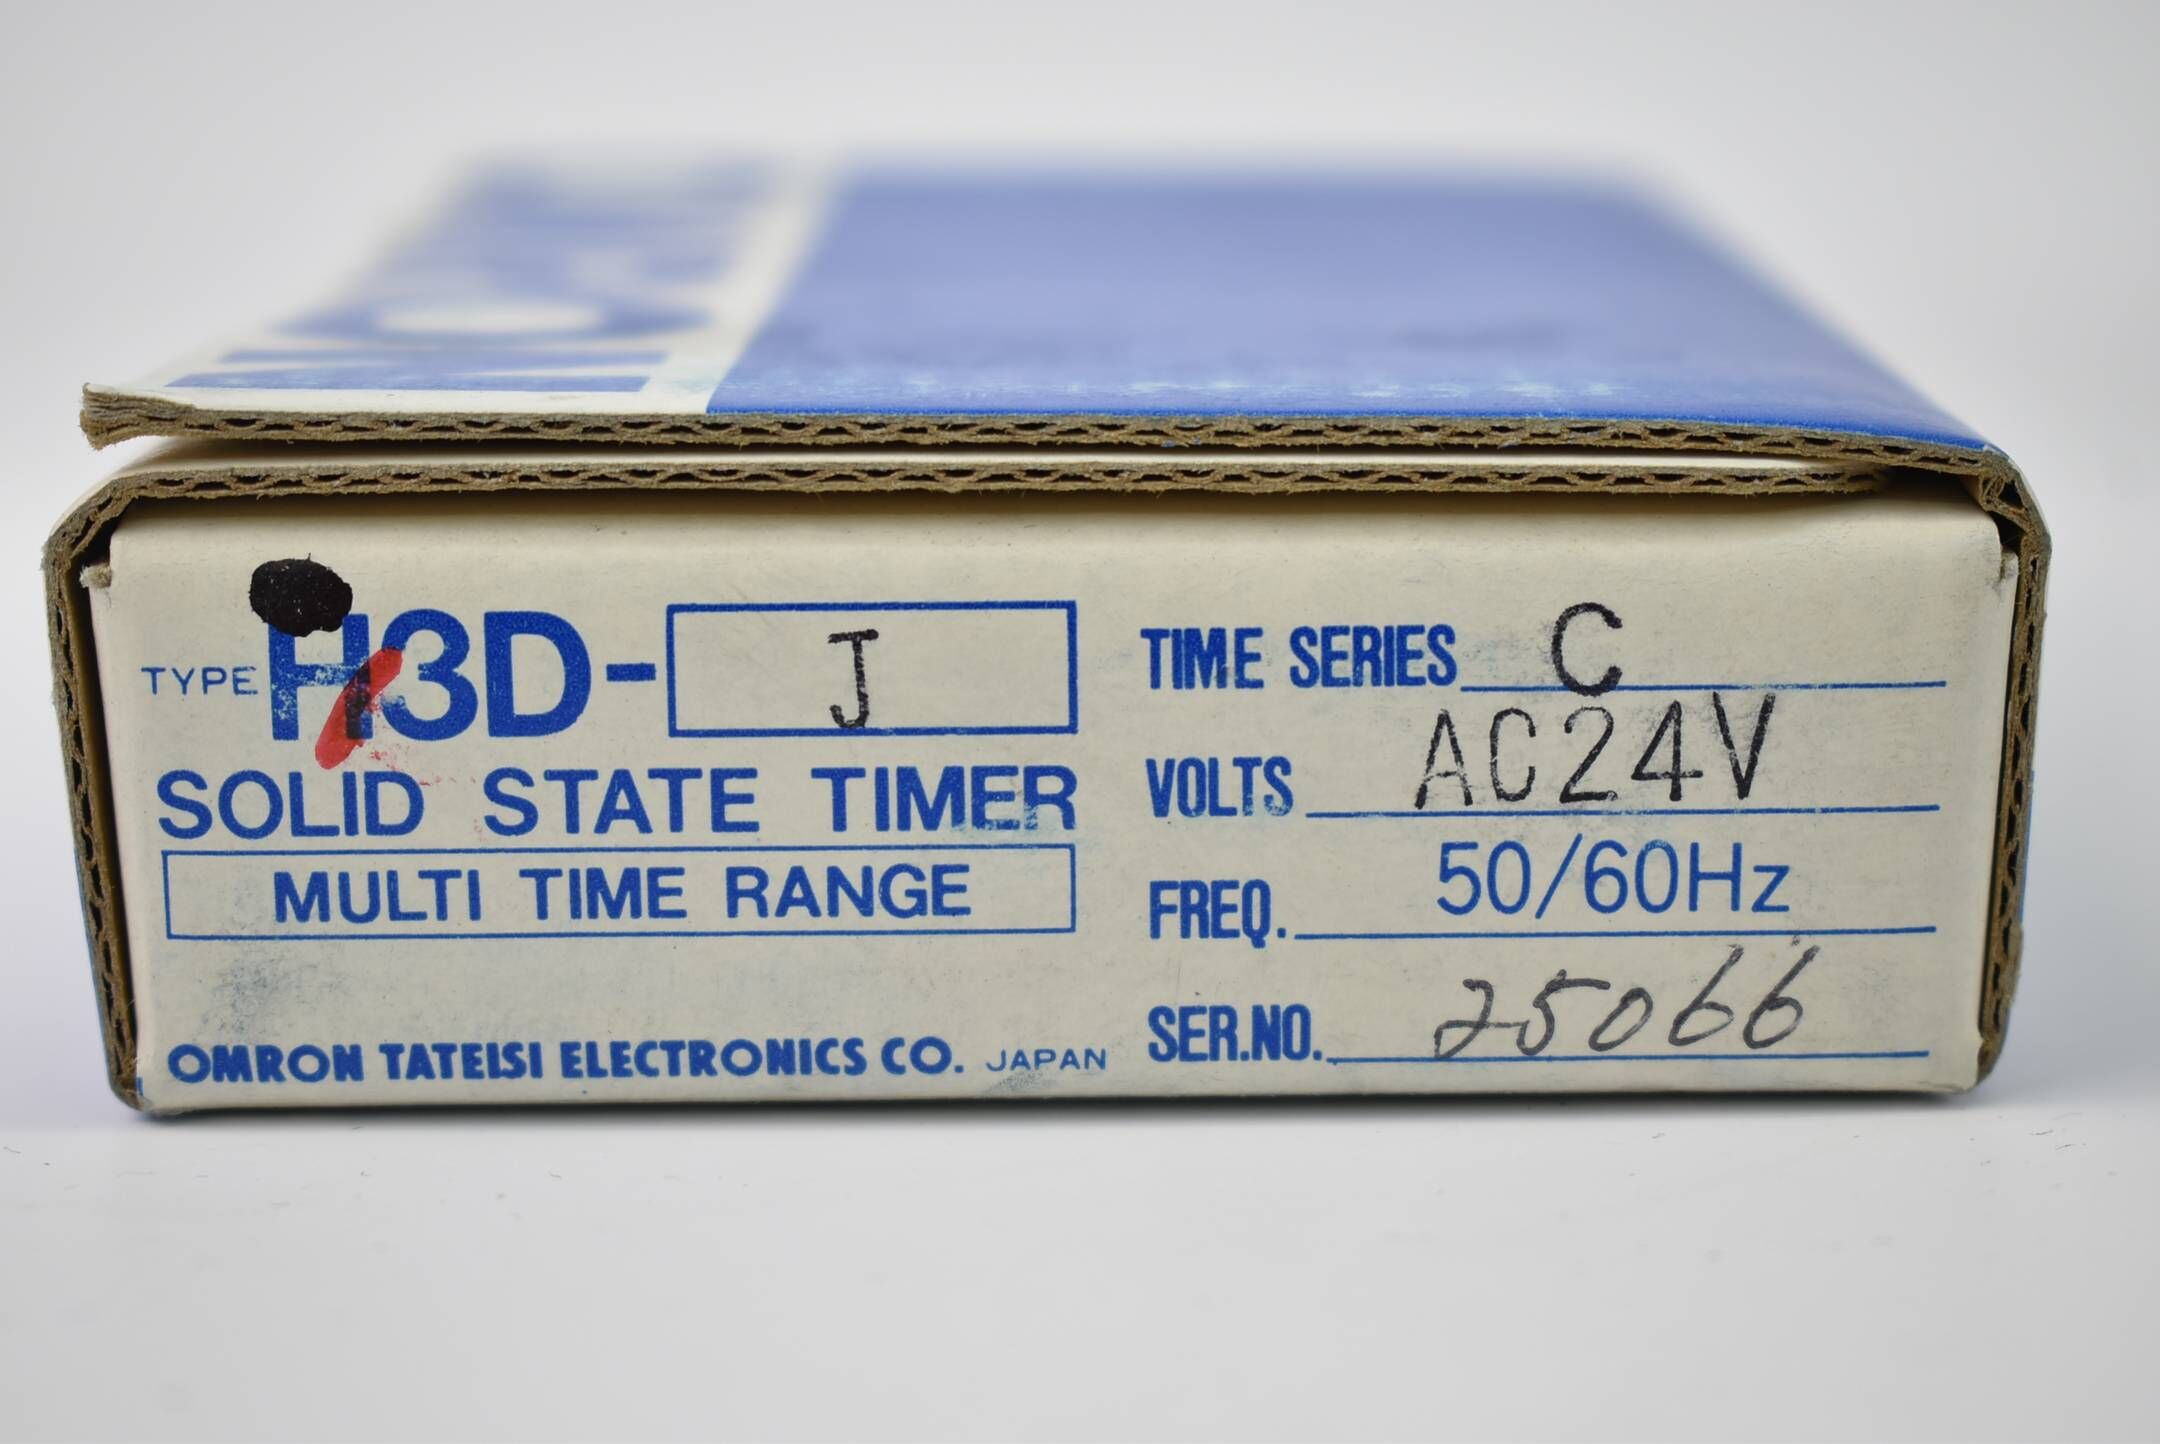 TYPE H3D- J
SOLID STATE TIMER
MULTI TIME RANGE
OMRON TATEISI ELECTRONICS CO. JAPAN
TIME SERIES C
VOLTS AC24V
FREQ. 50/60Hz
SER.NO. 25066